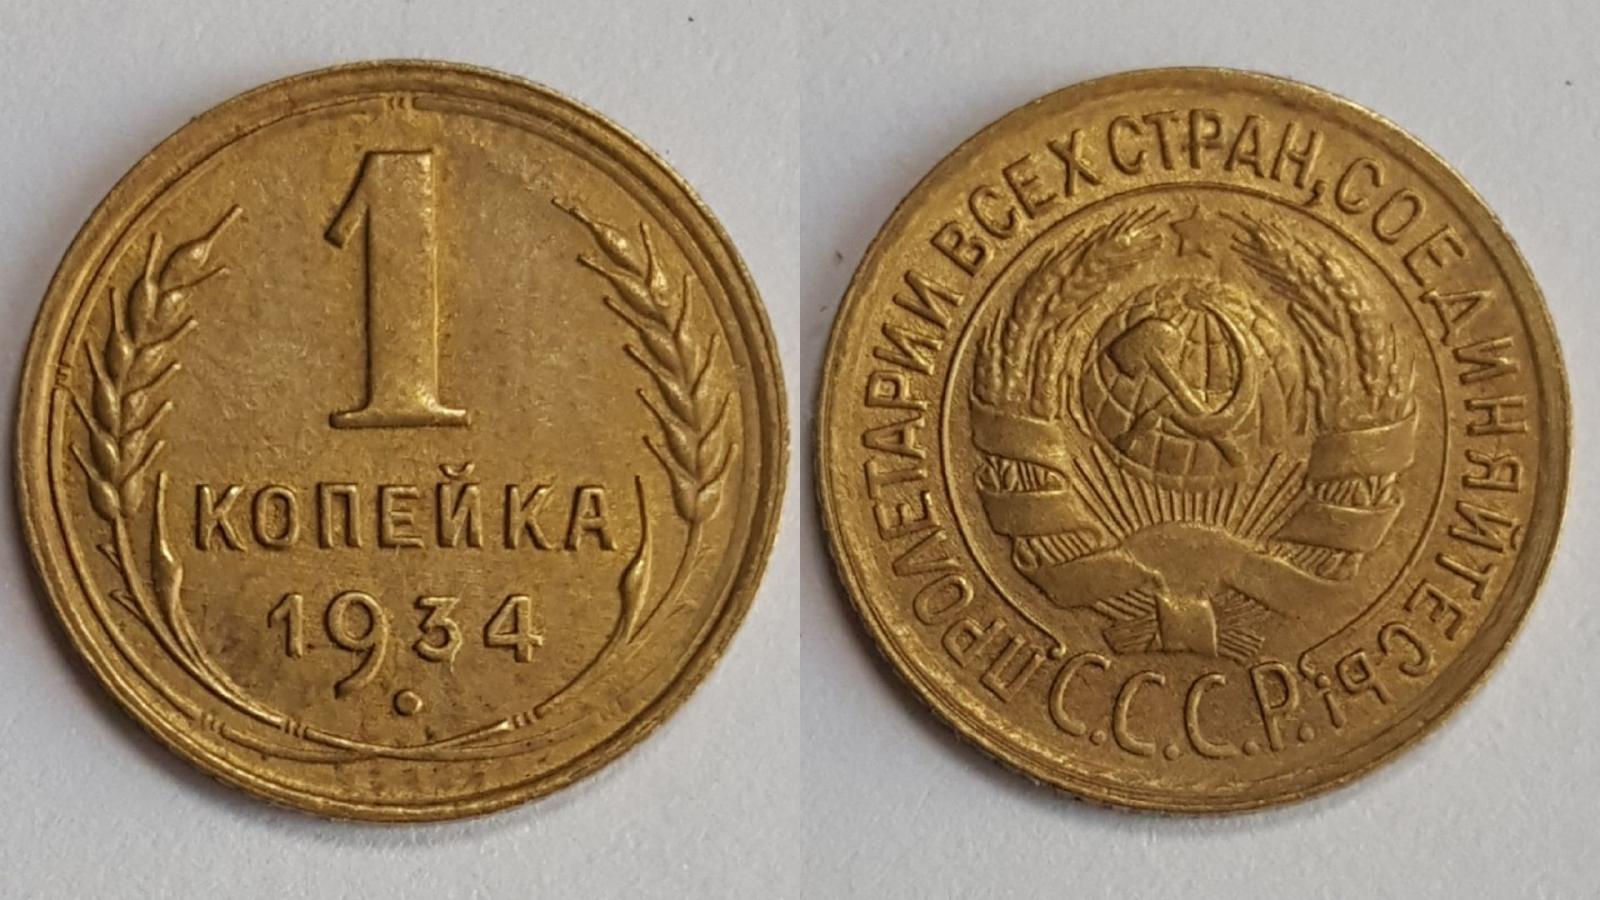 1
КОПЕЙКА
1934
ПРОЛЕТАРИИ ВСЕХ СТРАН, СОЕДИНЯЙТЕСЬ!
С.С.С.Р.